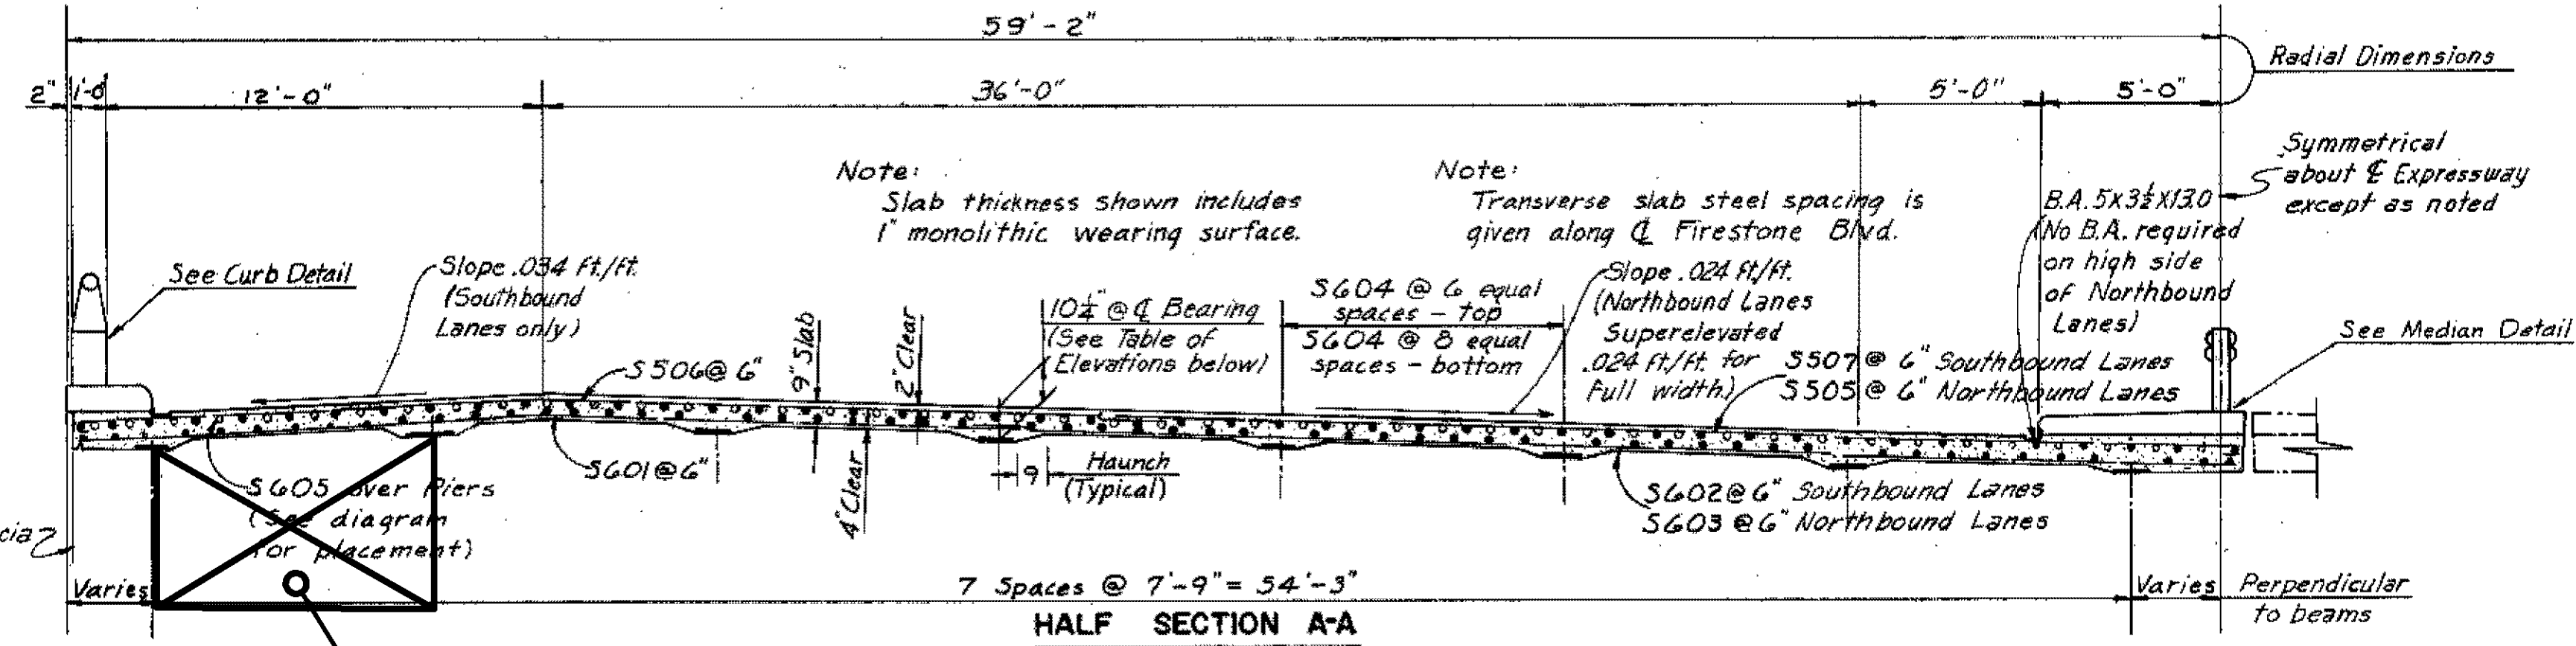 59'-2"
Radial Dimensions
2" 1'-0" 12'-0" 36'-0" 5'-0" 5'-0"
Symmetrical
about ℄ Expressway
except as noted
Note:
Slab thickness shown includes
1" monolithic wearing surface.
Note:
Transverse slab steel spacing is
given along ℄ Firestone Blvd.
B.A. 5x3½x13.0
(No B.A. required
on high side
of Northbound
Lanes)
See Curb Detail
Slope .034 ft./ft.
(Southbound
Lanes only)
10¼" @ ℄ Bearing
(See Table of
Elevations below)
S604 @ 6 equal
spaces - top
S604 @ 8 equal
spaces - bottom
Slope .024 ft/ft.
(Northbound Lanes
Superelevated
.024 ft/ft. for
Full width)
See Median Detail
S506 @ 6"
9" Slab
2" Clear
S507 @ 6" Southbound Lanes
S505 @ 6" Northbound Lanes
S605 over Piers
(See diagram
for placement)
S601 @ 6"
4" Clear
9 Haunch
(Typical)
S602 @ 6" Southbound Lanes
S603 @ 6" Northbound Lanes
cia
Varies 7 Spaces @ 7'-9" = 54'-3" Varies Perpendicular
to beams
HALF SECTION A-A